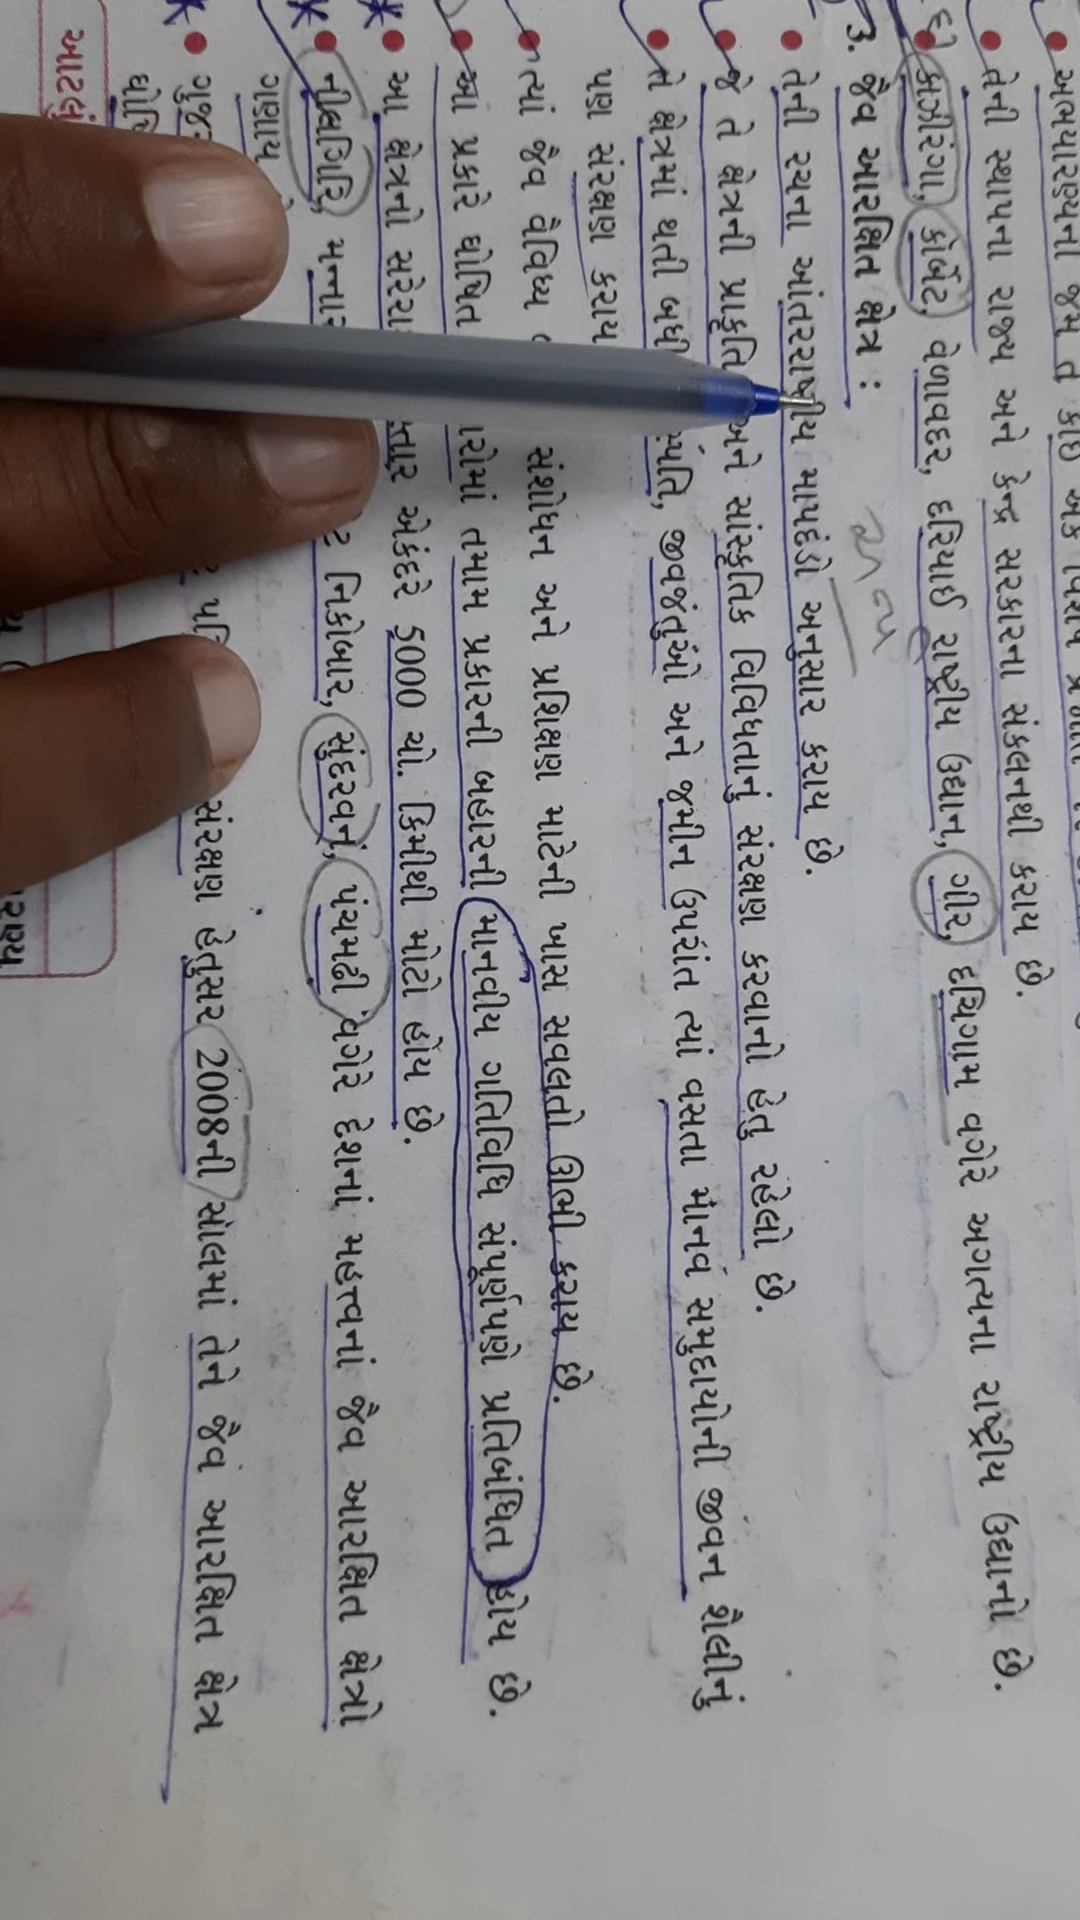 અભયારણ્યની જેમ તે કોઈ એક
તેની સ્થાપના રાજ્ય અને કેન્દ્ર સરકારના સંકલનથી કરાય છે.
કાઝીરંગા, કોર્બેટ, વેળાવદર, દરિયાઈ રાષ્ટ્રીય ઉદ્યાન, ગીર, દચિગામ વગેરે અગત્યના રાષ્ટ્રીય ઉદ્યાનો છે.
3. જૈવ આરક્ષિત ક્ષેત્ર :
તેની રચના આંતરરાષ્ટ્રીય માપદંડો અનુસાર કરાય છે.
જે તે ક્ષેત્રની પ્રાકૃતિ અને સાંસ્કૃતિક વિવિધતાનું સંરક્ષણ કરવાનો હેતુ રહેલો છે.
તે ક્ષેત્રમાં થતી બધી સ્પતિ, જીવજંતુઓ અને જમીન ઉપરાંત ત્યાં વસતા માનવ સમુદાયોની જીવન શૈલીનું
પણ સંરક્ષણ કરાય
ત્યાં જૈવ વૈવિધ્ય સંશોધન અને પ્રશિક્ષણ માટેની ખાસ સવલતો ઊભી કરાય છે.
આ પ્રકારે ઘોષિત રોમાં તમામ પ્રકારની બહારની માનવીય ગતિવિધિ સંપૂર્ણપણે પ્રતિબંધિત હોય છે.
આ ક્ષેત્રનો સરેરા સ્તાર એકંદરે 5000 ચો. કિમીથી મોટો હોય છે.
નીલગિરિ, મન્નાર નિકોબાર, સુંદરવન, પંચમઢી વગેરે દેશનાં મહત્ત્વનાં જૈવ આરક્ષિત ક્ષેત્રો
ગણાય
ગુજ સંરક્ષણ હેતુસર 2008ની સાલમાં તેને જૈવ આરક્ષિત ક્ષેત્ર
ઘોષિ
આટલું